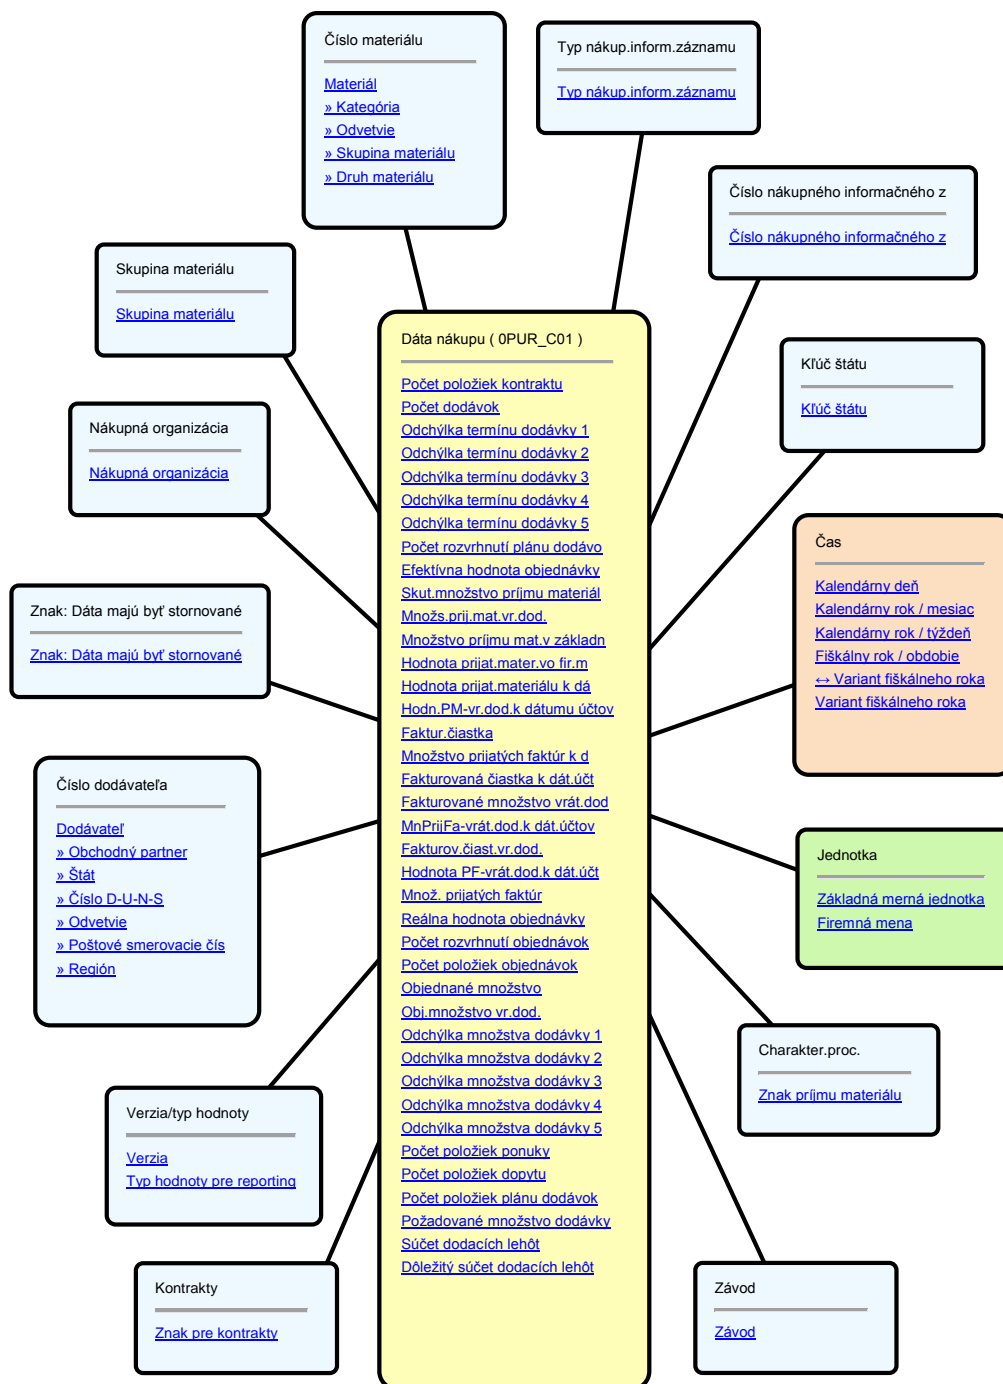 Číslo materiálu
Materiál
» Kategória
» Odvetvie
» Skupina materiálu
» Druh materiálu
Typ nákup.inform.záznamu
Typ nákup.inform.záznamu
Číslo nákupného informačného z
Číslo nákupného informačného z
Skupina materiálu
Skupina materiálu
Kľúč štátu
Kľúč štátu
Nákupná organizácia
Nákupná organizácia
Dáta nákupu ( 0PUR_C01 )
Počet položiek kontraktu
Počet dodávok
Odchýlka termínu dodávky 1
Odchýlka termínu dodávky 2
Odchýlka termínu dodávky 3
Odchýlka termínu dodávky 4
Odchýlka termínu dodávky 5
Počet rozvrhnutí plánu dodávo
Efektívna hodnota objednávky
Skut.množstvo príjmu materiál
Množs.prij.mat.vr.dod.
Množstvo príjmu mat.v základn
Hodnota prijat.mater.vo fir.m
Hodnota prijat.materiálu k dá
Hodn.PM-vr.dod.k dátumu účtov
Faktur.čiastka
Množstvo prijatých faktúr k d
Fakturovaná čiastka k dát.účt
Fakturované množstvo vrát.dod
MnPrijFa-vrát.dod.k dát.účtov
Fakturov.čiast.vr.dod.
Hodnota PF-vrát.dod.k dát.účt
Množ. prijatých faktúr
Reálna hodnota objednávky
Počet rozvrhnutí objednávok
Počet položiek objednávok
Objednané množstvo
Obj.množstvo vr.dod.
Odchýlka množstva dodávky 1
Odchýlka množstva dodávky 2
Odchýlka množstva dodávky 3
Odchýlka množstva dodávky 4
Odchýlka množstva dodávky 5
Počet položiek ponuky
Počet položiek dopytu
Počet položiek plánu dodávok
Požadované množstvo dodávky
Súčet dodacích lehôt
Dôležitý súčet dodacích lehôt
Čas
Kalendárny deň
Kalendárny rok / mesiac
Kalendárny rok / týždeň
Fiškálny rok / obdobie
↔ Variant fiškálneho roka
Variant fiškálneho roka
Znak: Dáta majú byť stornované
Znak: Dáta majú byť stornované
Číslo dodávateľa
Dodávateľ
» Obchodný partner
» Štát
» Číslo D-U-N-S
» Odvetvie
» Poštové smerovacie čís
» Región
Jednotka
Základná merná jednotka
Firemná mena
Charakter.proc.
Znak príjmu materiálu
Verzia/typ hodnoty
Verzia
Typ hodnoty pre reporting
Kontrakty
Znak pre kontrakty
Závod
Závod